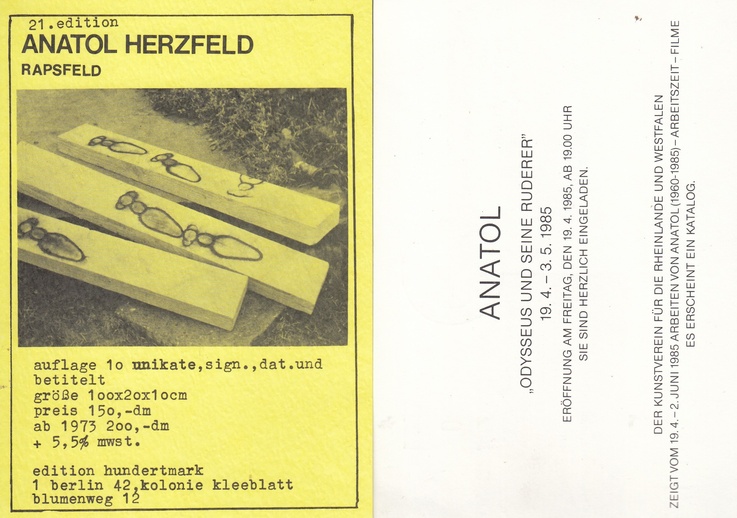 21.edition
ANATOL HERZFELD
RAPSFELD
auflage 1o unikate,sign.,dat.und
betitelt
größe 1oox2ox1ocm
preis 15o,-dm
ab 1973 2oo,-dm
+ 5,5% mwst.
edition hundertmark
1 berlin 42,kolonie kleeblatt
blumenweg 12
ANATOL
„ODYSSEUS UND SEINE RUDERER”
19. 4. – 3. 5. 1985
ERÖFFNUNG AM FREITAG, DEN 19. 4. 1985, AB 19.00 UHR
SIE SIND HERZLICH EINGELADEN.
DER KUNSTVEREIN FÜR DIE RHEINLANDE UND WESTFALEN
ZEIGT VOM 19. 4. – 2. JUNI 1985 ARBEITEN VON ANATOL (1960-1985) – ARBEITSZEIT – FILME
ES ERSCHEINT EIN KATALOG.